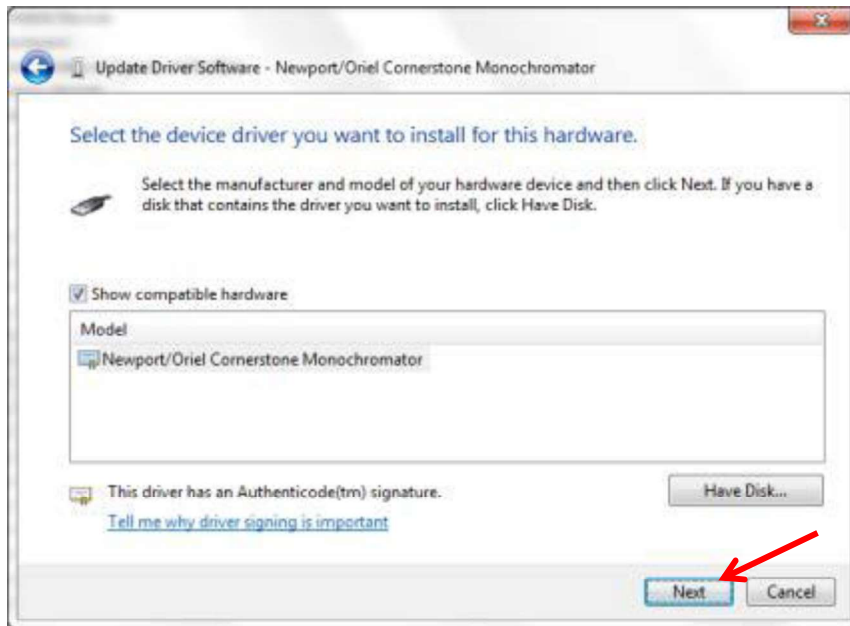 Update Driver Software - Newport/Oriel Cornerstone Monochromator
Select the device driver you want to install for this hardware.
Select the manufacturer and model of your hardware device and then click Next. If you have a
disk that contains the driver you want to install, click Have Disk.
Show compatible hardware
Model
Newport/Oriel Cornerstone Monochromator
This driver has an Authenticode(tm) signature.
Have Disk...
Tell me why driver signing is important
Next
Cancel